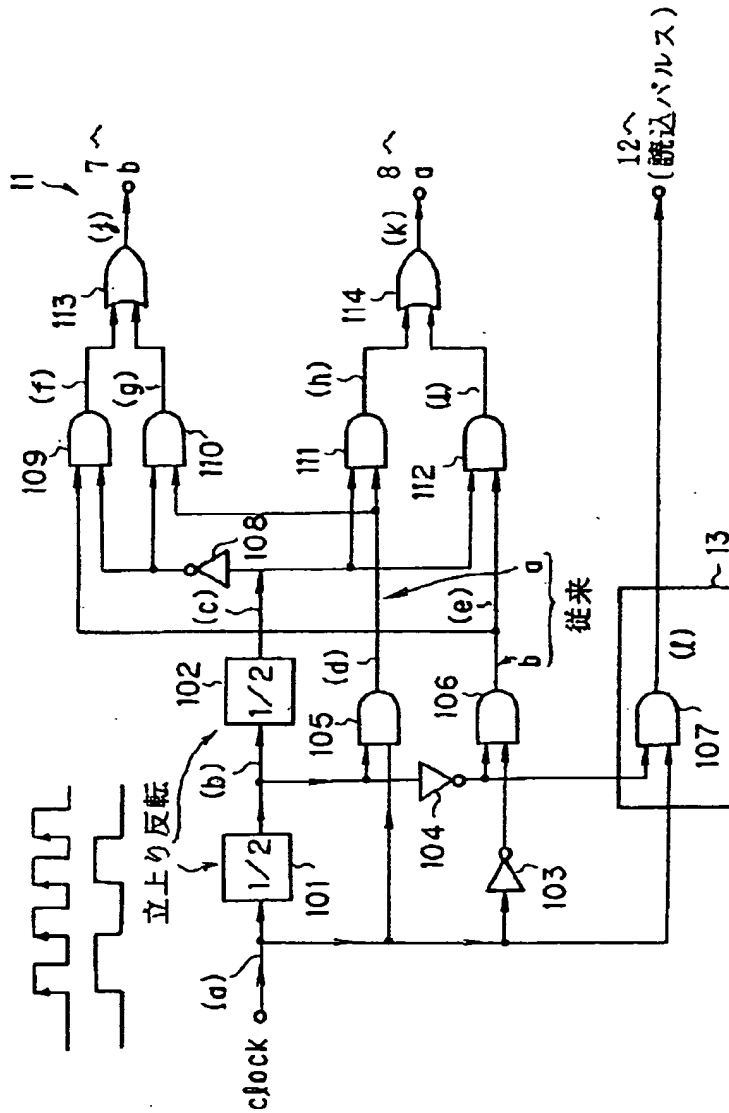 11
7へ
b
(j)
113
(f)
(g)
109
110
8へ
a
(k)
114
(h)
(i)
111
112
12へ
(読込パルス)
108
(c)
102
1/2
立上り反転
(b)
1/2
101
(a)
clock
(d)
a
105
(e)
b
従来
106
104
103
13
(l)
107